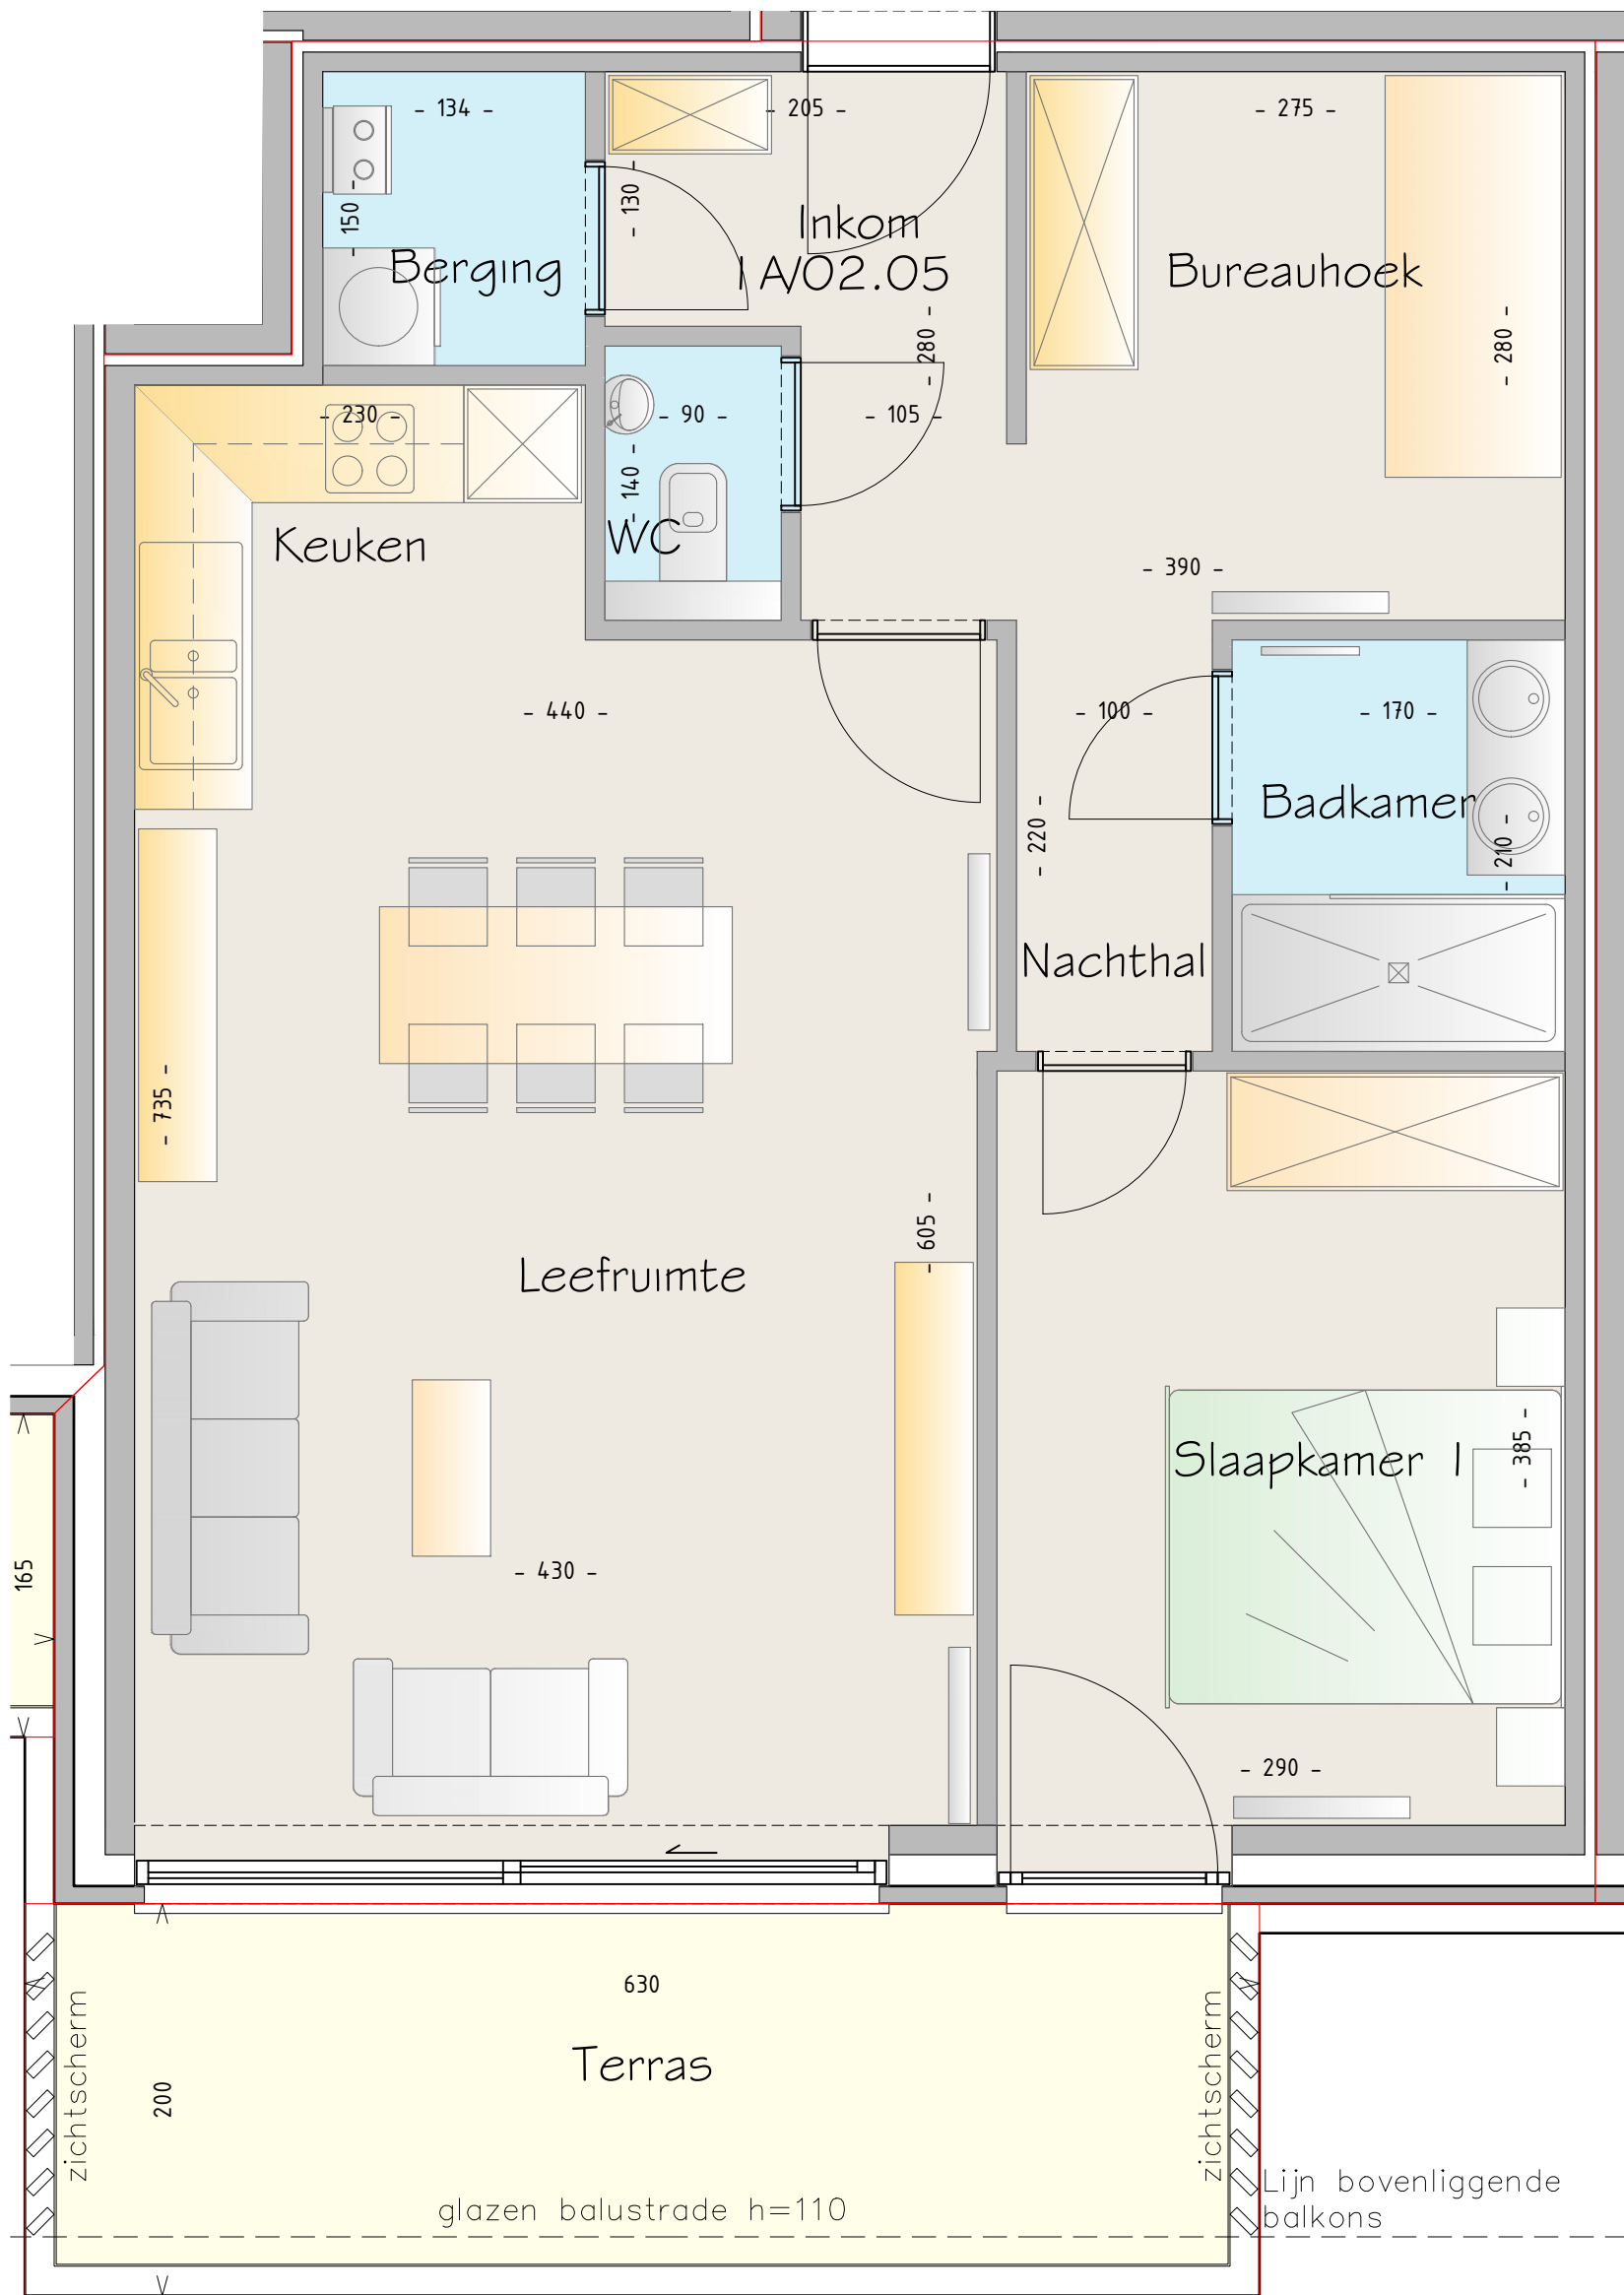 - 134 -
- 205 -
- 275 -
- 150 -
- 130 -
Inkom
1A/02.05
Berging
Bureauhoek
- 280 -
- 280 -
- 230 -
- 90 -
- 105 -
- 140 -
WC
Keuken
- 390 -
- 440 -
- 100 -
- 170 -
Badkamer
- 220 -
- 210 -
Nachthal
- 735 -
- 605 -
Leefruimte
Slaapkamer 1
- 385 -
165
- 430 -
- 290 -
630
zichtscherm
zichtscherm
Terras
200
glazen balustrade h=110
Lijn bovenliggende
balkons